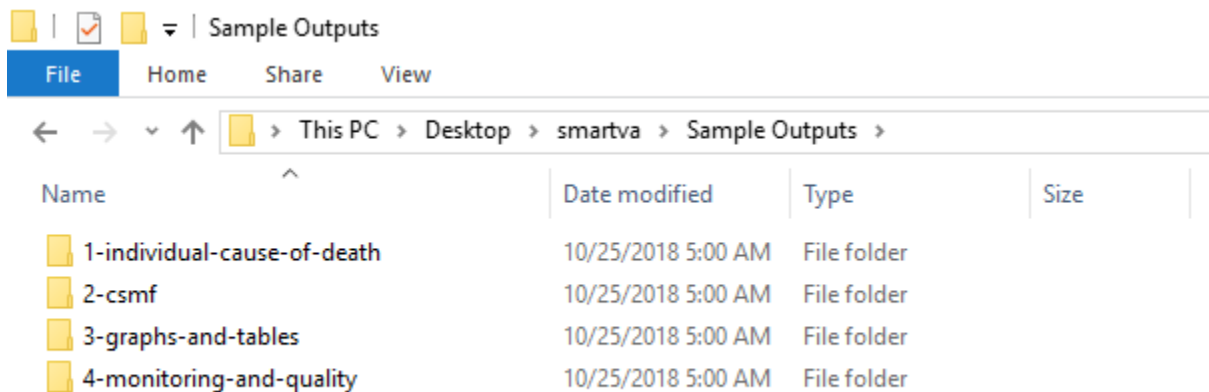 Sample Outputs
File Home Share View
This PC > Desktop > smartva > Sample Outputs >
Name Date modified Type Size
1-individual-cause-of-death 10/25/2018 5:00 AM File folder
2-csmf 10/25/2018 5:00 AM File folder
3-graphs-and-tables 10/25/2018 5:00 AM File folder
4-monitoring-and-quality 10/25/2018 5:00 AM File folder